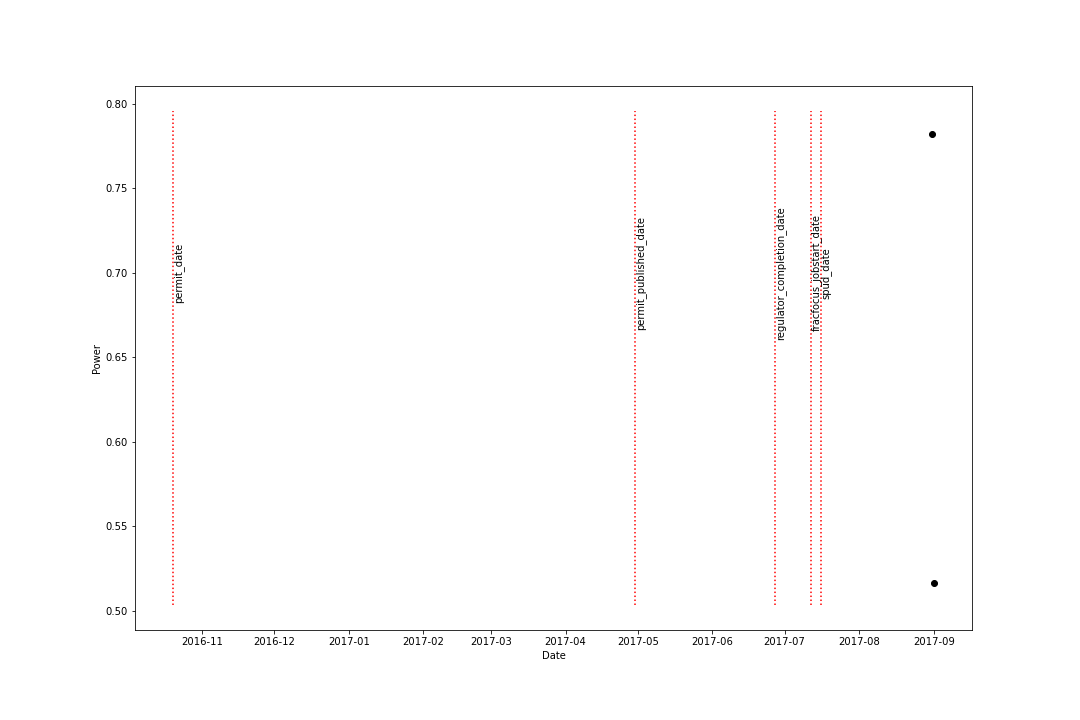 0.80
0.75
0.70
0.65
0.60
0.55
0.50
Power
permit_date
permit_published_date
regulator_completion_date
fracfocus_jobstart_date
spud_date
2016-11
2016-12
2017-01
2017-02
2017-03
2017-04
2017-05
2017-06
2017-07
2017-08
2017-09
Date